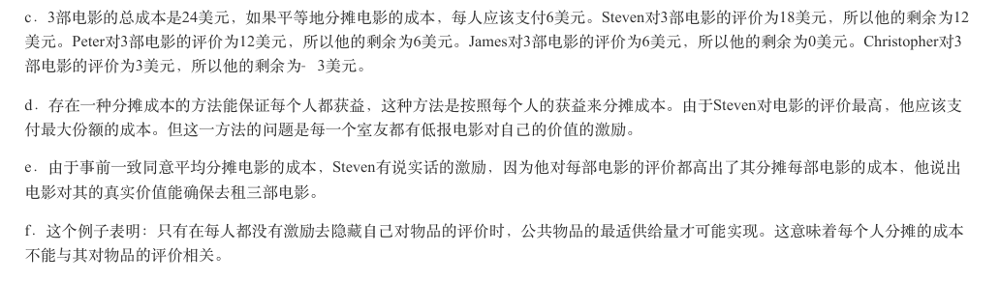 c．3部电影的总成本是24美元，如果平等地分摊电影的成本，每人应该支付6美元。Steven对3部电影的评价为18美元，所以他的剩余为12
美元。Peter对3部电影的评价为12美元，所以他的剩余为6美元。James对3部电影的评价为6美元，所以他的剩余为0美元。Christopher对3
部电影的评价为3美元，所以他的剩余为- 3美元。
d．存在一种分摊成本的方法能保证每个人都获益，这种方法是按照每个人的获益来分摊成本。由于Steven对电影的评价最高，他应该支
付最大份额的成本。但这一方法的问题是每一个室友都有低报电影对自己的价值的激励。
e．由于事前一致同意平均分摊电影的成本，Steven有说实话的激励，因为他对每部电影的评价都高出了其分摊每部电影的成本，他说出
电影对其的真实价值能确保去租三部电影。
f．这个例子表明：只有在每人都没有激励去隐藏自己对物品的评价时，公共物品的最适供给量才可能实现。这意味着每个人分摊的成本
不能与其对物品的评价相关。